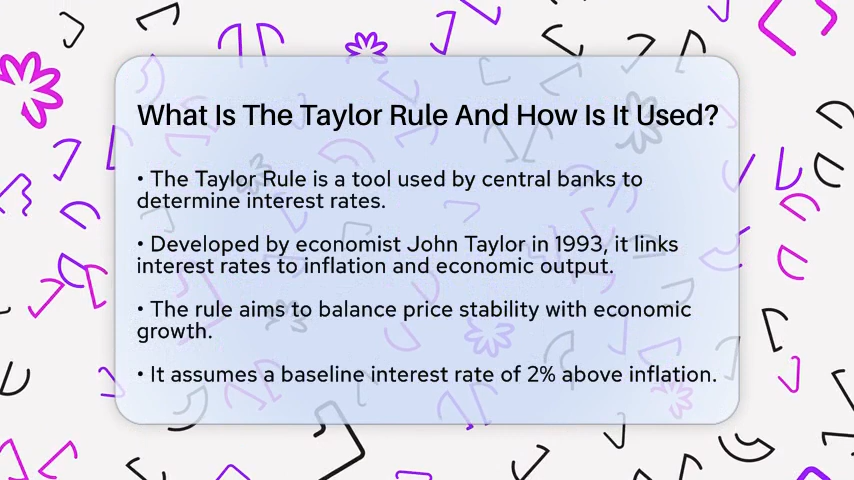 What Is The Taylor Rule And How Is It Used?
• The Taylor Rule is a tool used by central banks to
determine interest rates.
• Developed by economist John Taylor in 1993, it links
interest rates to inflation and economic output.
• The rule aims to balance price stability with economic
growth.
• It assumes a baseline interest rate of 2% above inflation.